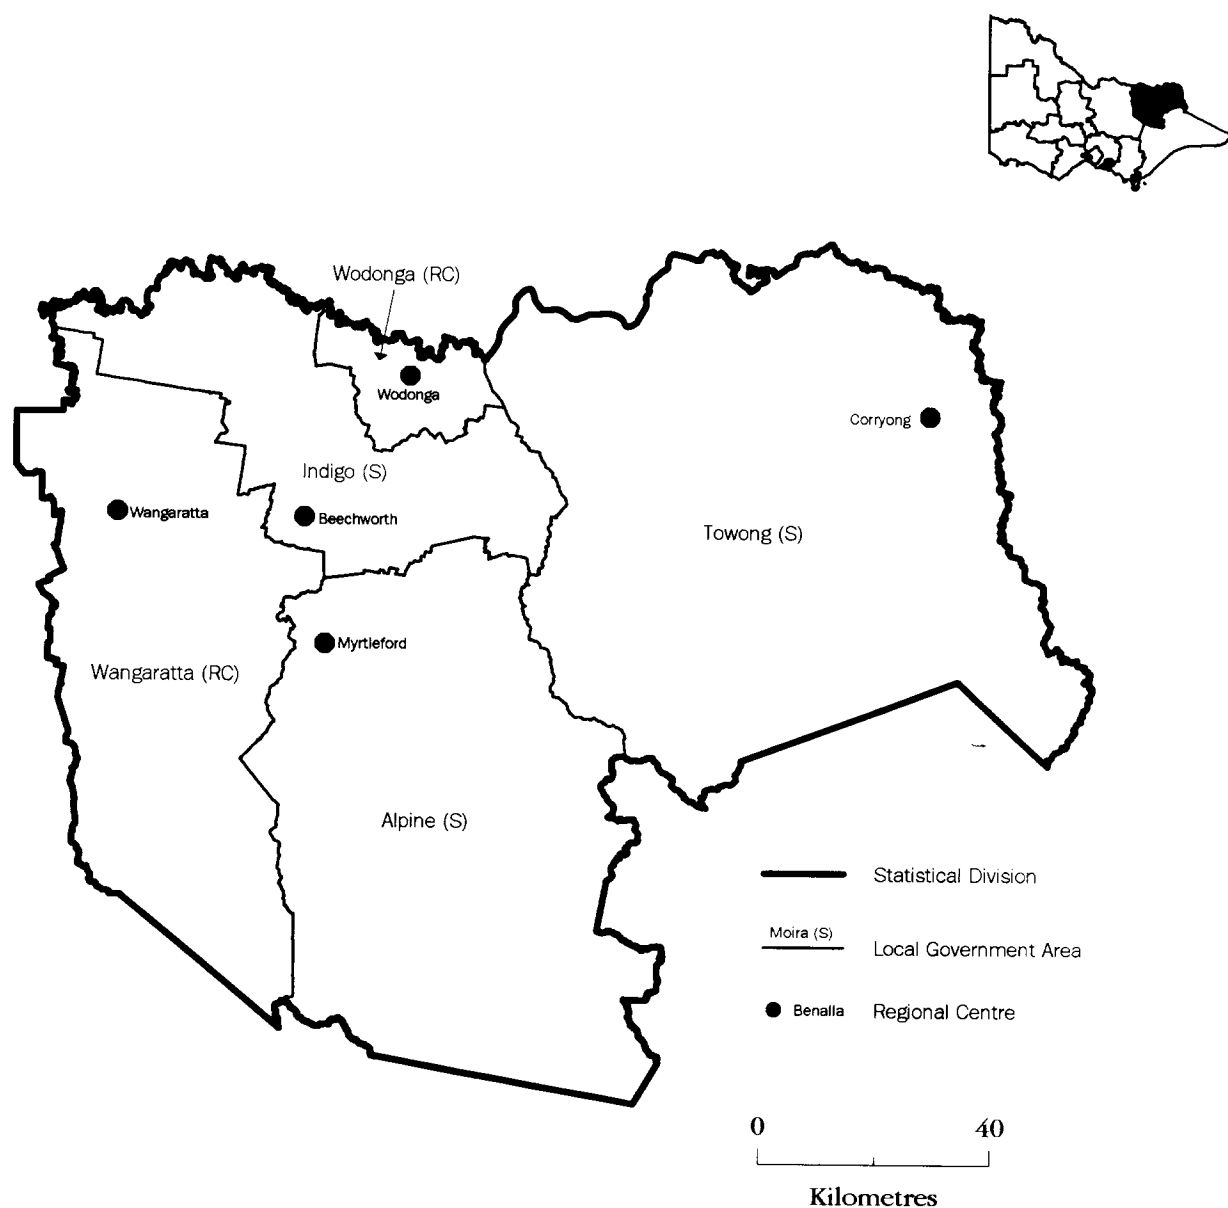 Wodonga (RC)
Wodonga
Corryong
Indigo (S)
Wangaratta
Beechworth
Towong (S)
Myrtleford
Wangaratta (RC)
Alpine (S)
Statistical Division
Moira (S)
Local Government Area
Benalla
Regional Centre
0 40
Kilometres